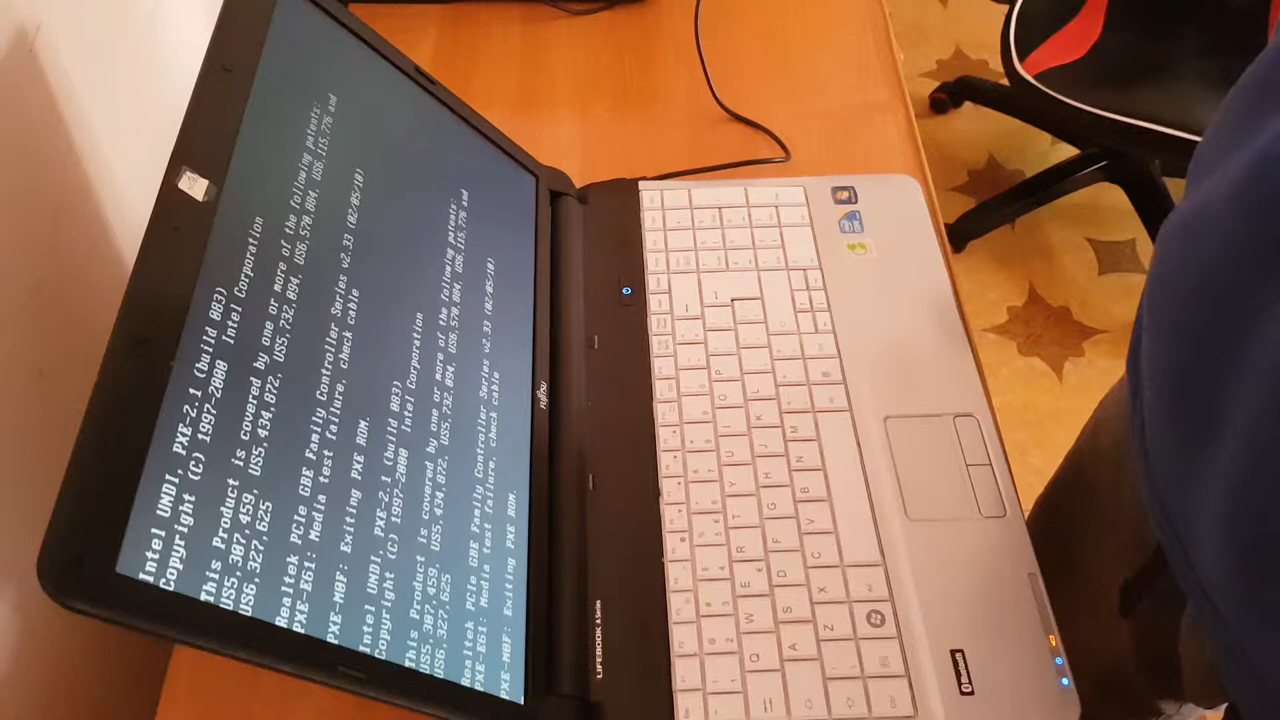 Intel UNDI, PXE-2.1 (build 083)
Copyright (C) 1997-2000 Intel Corporation
This Product is covered by one or more of the following patents:
US5,307,459, US5,434,872, US5,732,094, US6,570,884, US6,115,776 and
US6,327,625
Realtek PCIe GBE Family Controller Series v2.33 (02/05/10)
PXE-E61: Media test failure, check cable
PXE-M0F: Exiting PXE ROM.
Intel UNDI, PXE-2.1 (build 083)
Copyright (C) 1997-2000 Intel Corporation
This Product is covered by one or more of the following patents:
US5,307,459, US5,434,872, US5,732,094, US6,570,884, US6,115,776 and
US6,327,625
Realtek PCIe GBE Family Controller Series v2.33 (02/05/10)
PXE-E61: Media test failure, check cable
PXE-M0F: Exiting PXE ROM.
FUJITSU
LIFEBOOK A Series
Q W E R T Y U I O P
A S D F G H J K L
Z X C V B N M
Bluetooth